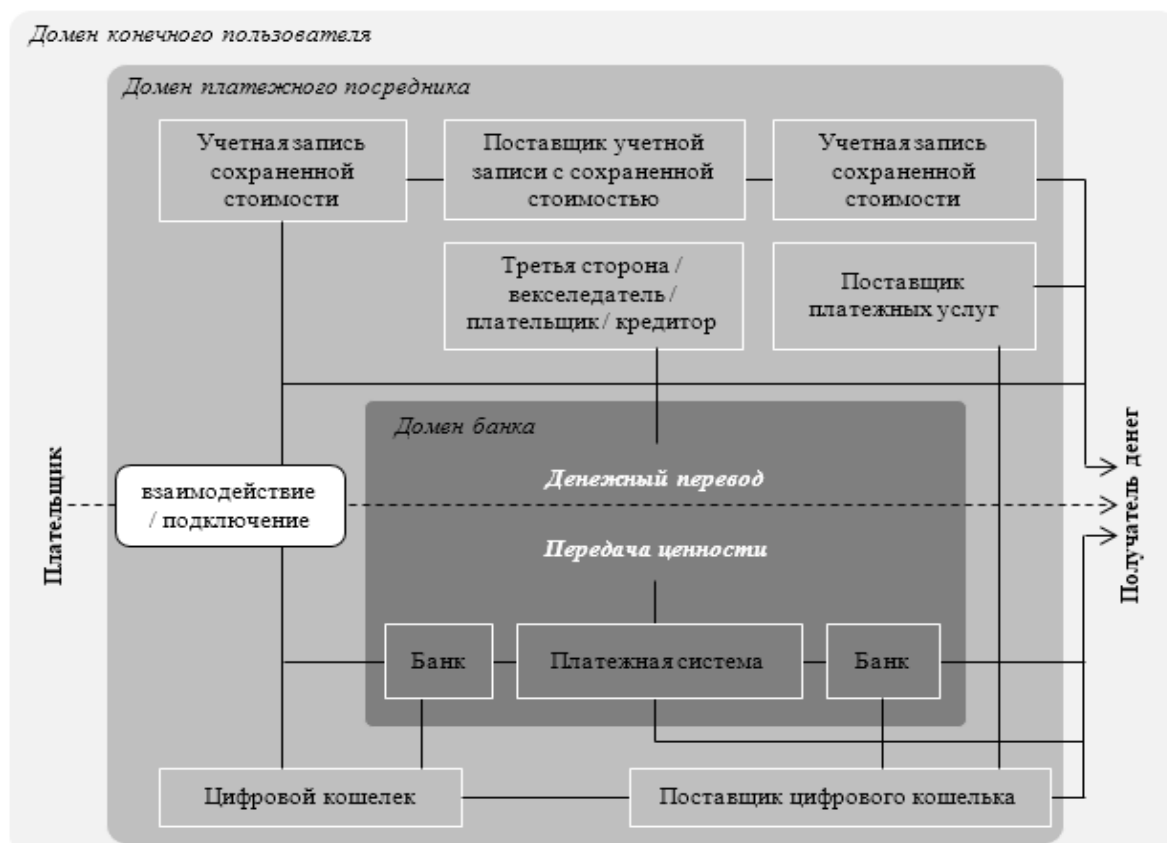 Домен конечного пользователя
Домен платежного посредника
Учетная запись
сохраненной
стоимости
Поставщик учетной
записи с сохраненной
стоимостью
Учетная запись
сохраненной
стоимости
Третья сторона /
векселедатель /
плательщик / кредитор
Поставщик
платежных услуг
Домен банка
Плательщик
взаимодействие
/ подключение
Денежный перевод
Передача ценности
Получатель денег
Банк
Платежная система
Банк
Цифровой кошелек
Поставщик цифрового кошелька